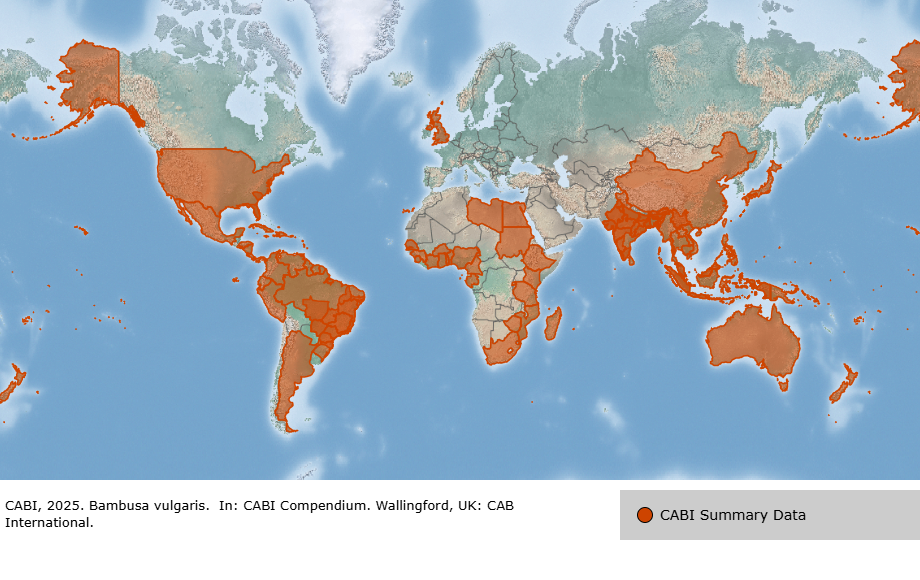 CABI, 2025. Bambusa vulgaris.  In: CABI Compendium. Wallingford, UK: CAB
International.
CABI Summary Data